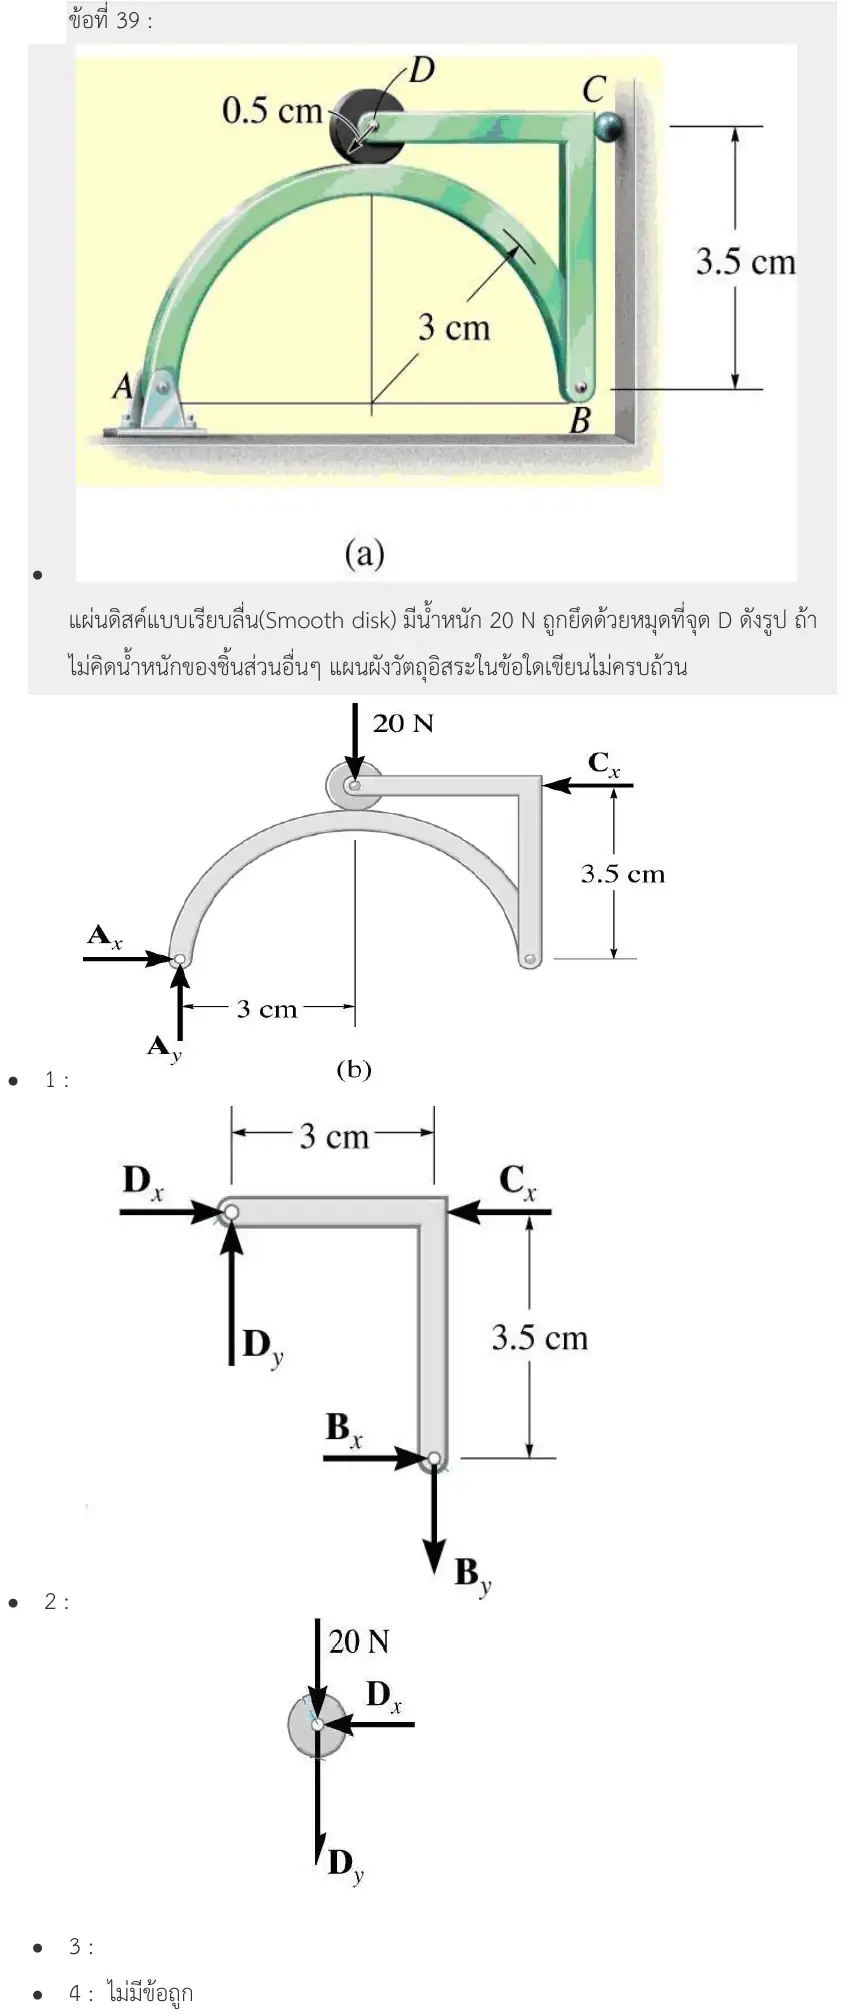 ข้อที่ 39 :
D
C
0.5 cm
3.5 cm
3 cm
A
B
(a)
แผ่นดิสค์แบบเรียบลื่น(Smooth disk) มีน้ำหนัก 20 N ถูกยึดด้วยหมุดที่จุด D ดังรูป ถ้า
ไม่คิดน้ำหนักของชิ้นส่วนอื่นๆ แผนผังวัตถุอิสระในข้อใดเขียนไม่ครบถ้วน
20 N
Cx
3.5 cm
Ax
3 cm
Ay
(b)
1 :
3 cm
Dx
Cx
Dy
3.5 cm
Bx
By
2 :
20 N
Dx
Dy
3 :
4 : ไม่มีข้อถูก